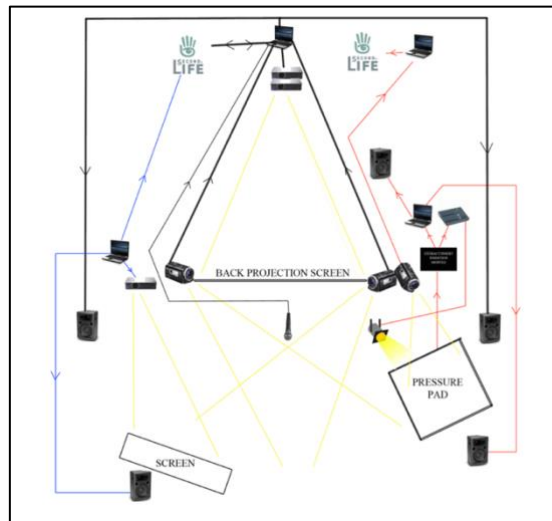 SECOND
LIFE
SECOND
LIFE
BACK PROJECTION SCREEN
PRESSURE
PAD
SCREEN